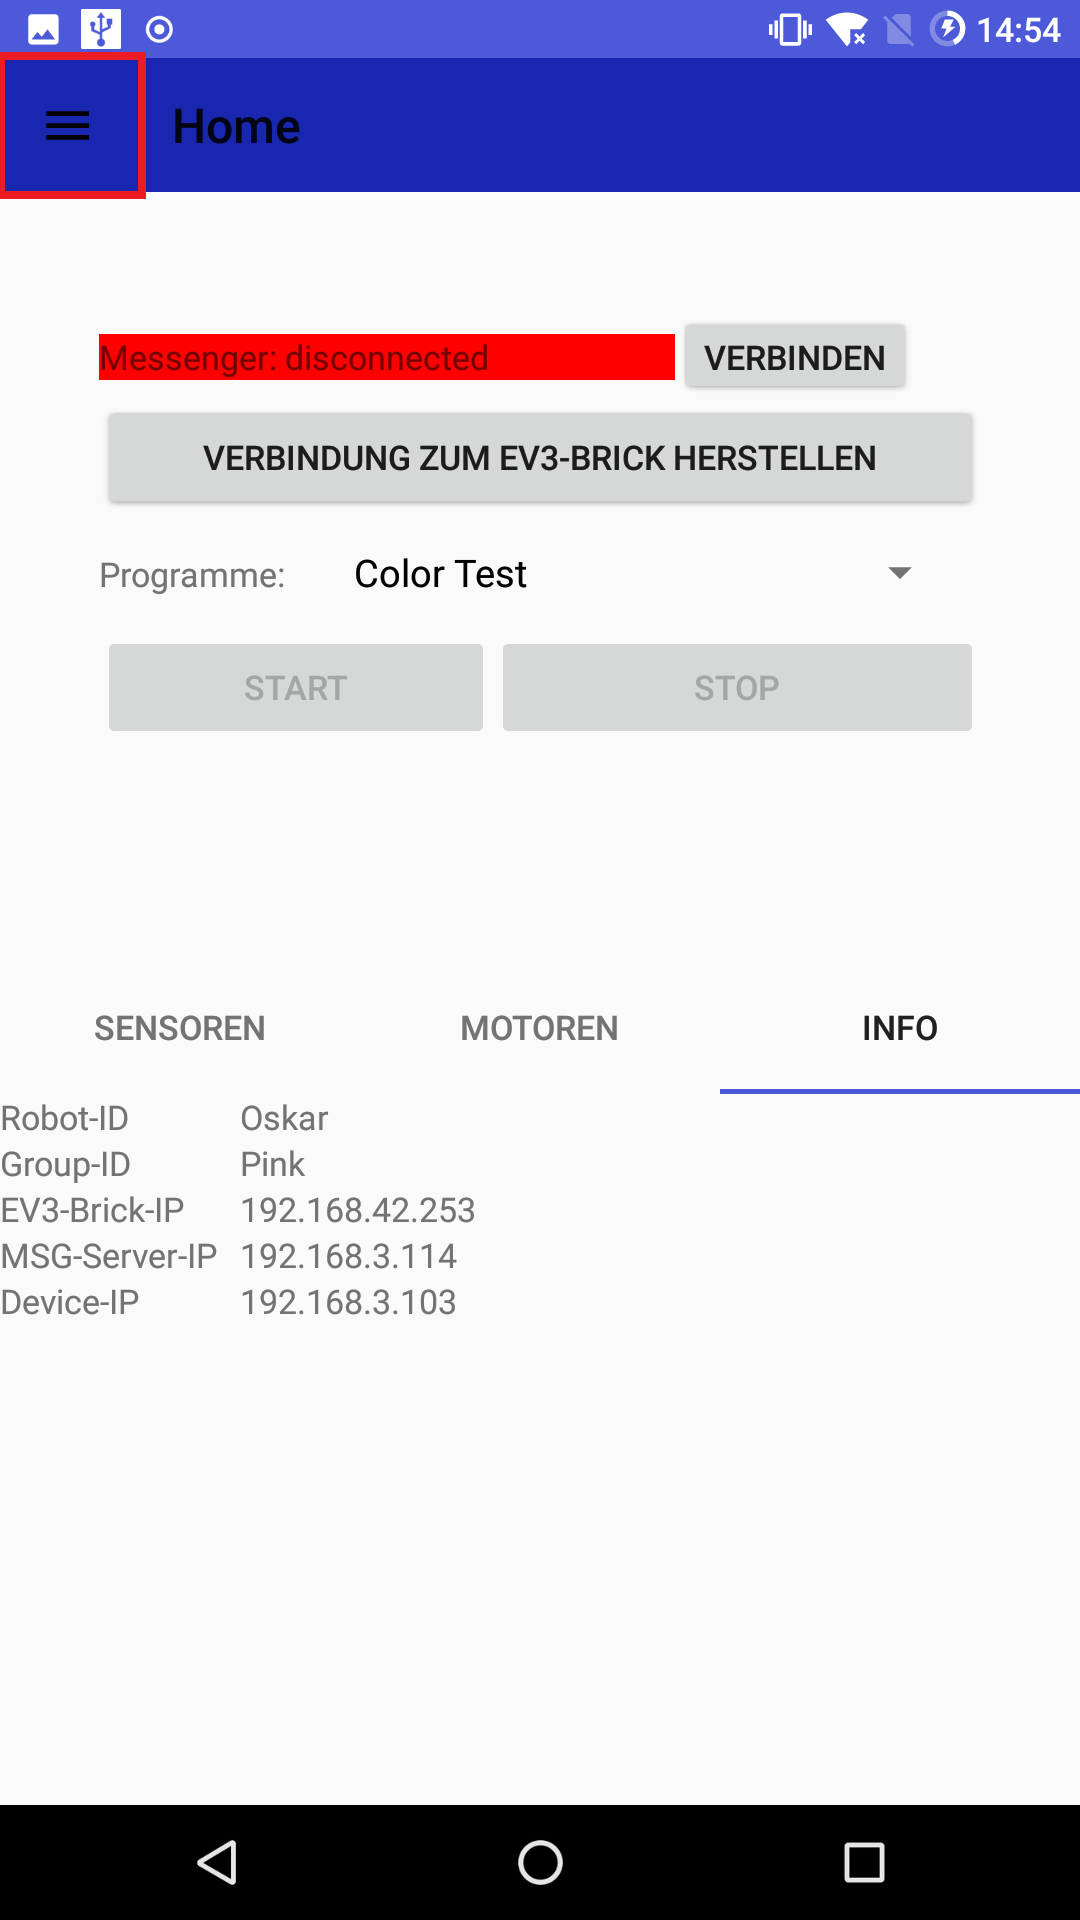 14:54
Home
Messenger: disconnected VERBINDEN
VERBINDUNG ZUM EV3-BRICK HERSTELLEN
Programme: Color Test
START STOP
SENSOREN MOTOREN INFO
Robot-ID Oskar
Group-ID Pink
EV3-Brick-IP 192.168.42.253
MSG-Server-IP 192.168.3.114
Device-IP 192.168.3.103